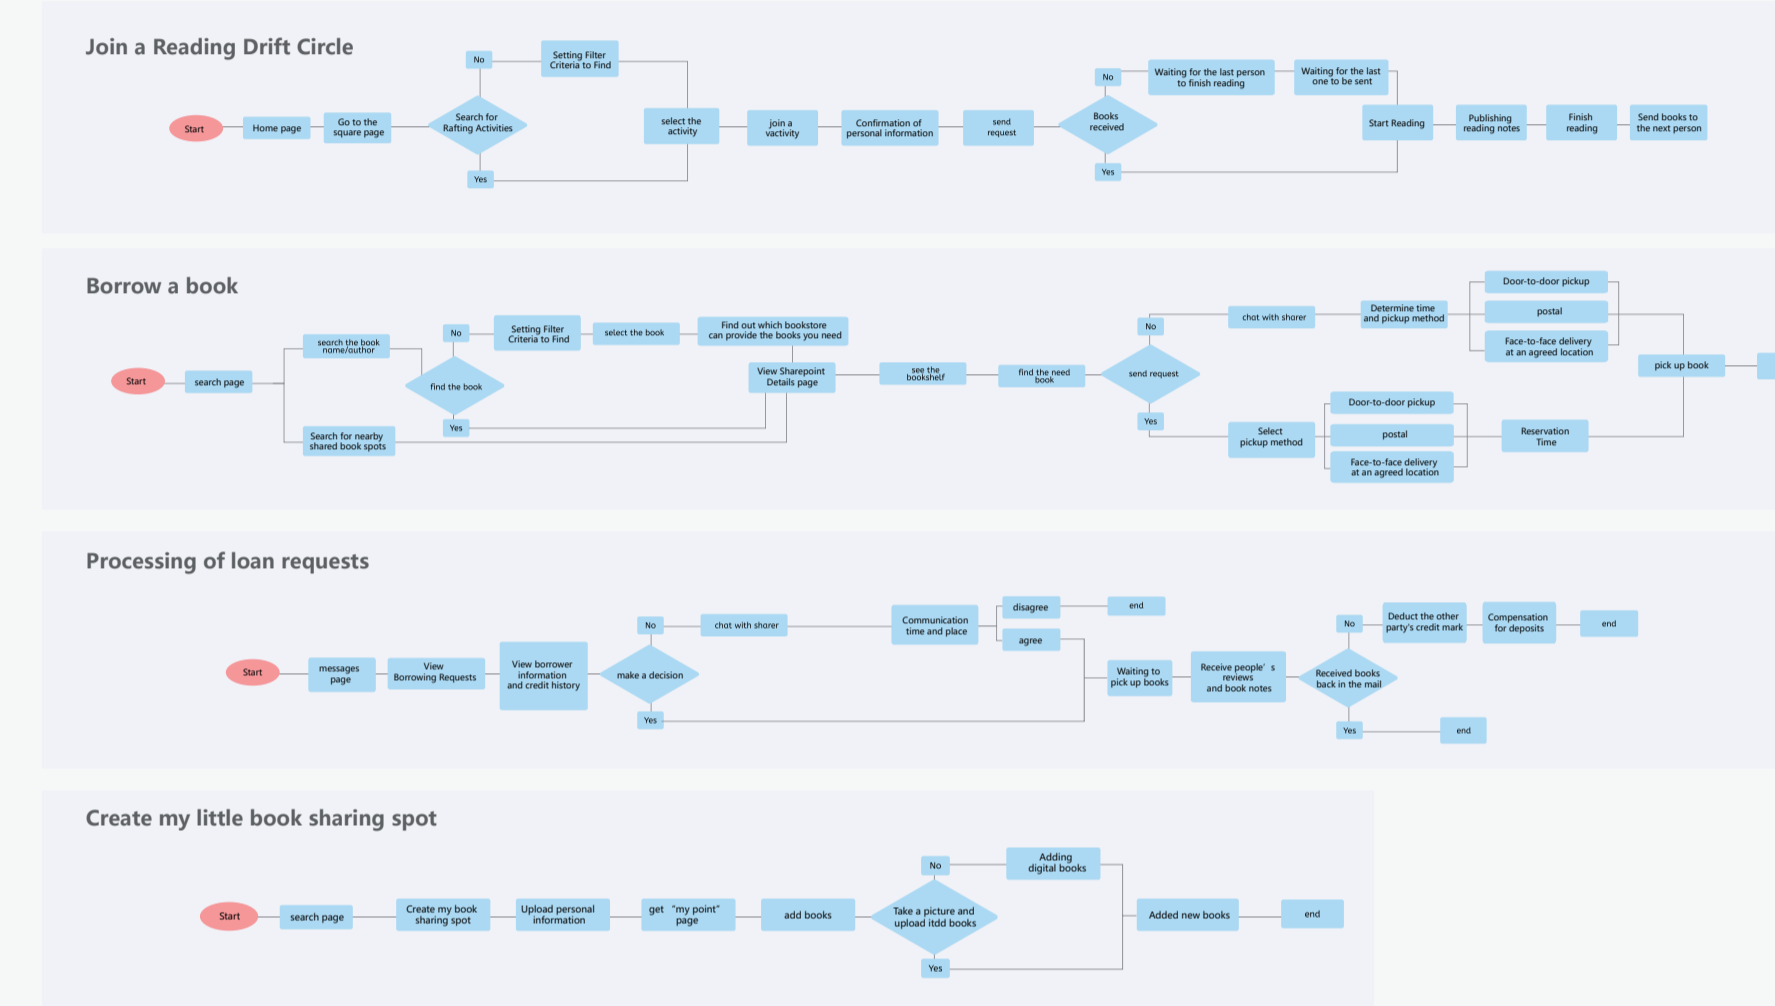 Join a Reading Drift Circle
Start
Home page
Go to the
square page
Search for
Rafting Activities
No
Setting Filter
Criteria to Find
Yes
select the
activity
join a
vactivity
Confirmation of
personal information
send
request
Books
received
No
Waiting for the last person
to finish reading
Waiting for the last
one to be sent
Yes
Start Reading
Publishing
reading notes
Finish
reading
Send books to
the next person
Borrow a book
Start
search page
search the book
name/author
Search for nearby
shared book spots
find the book
No
Setting Filter
Criteria to Find
select the book
Find out which bookstore
can provide the books you need
Yes
View Sharepoint
Details page
see the
bookshelf
find the need
book
send request
No
chat with sharer
Determine time
and pickup method
Door-to-door pickup
postal
Face-to-face delivery
at an agreed location
Yes
Select
pickup method
Door-to-door pickup
postal
Face-to-face delivery
at an agreed location
Reservation
Time
pick up book
Processing of loan requests
Start
messages
page
View
Borrowing Requests
View borrower
information
and credit history
make a decision
No
chat with sharer
Communication
time and place
disagree
end
agree
Yes
Waiting to
pick up books
Receive people’ s
reviews
and book notes
Received books
back in the mail
No
Deduct the other
party's credit mark
Compensation
for deposits
end
Yes
end
Create my little book sharing spot
Start
search page
Create my book
sharing spot
Upload personal
information
get “my point”
page
add books
Take a picture and
upload itdd books
No
Adding
digital books
Yes
Added new books
end